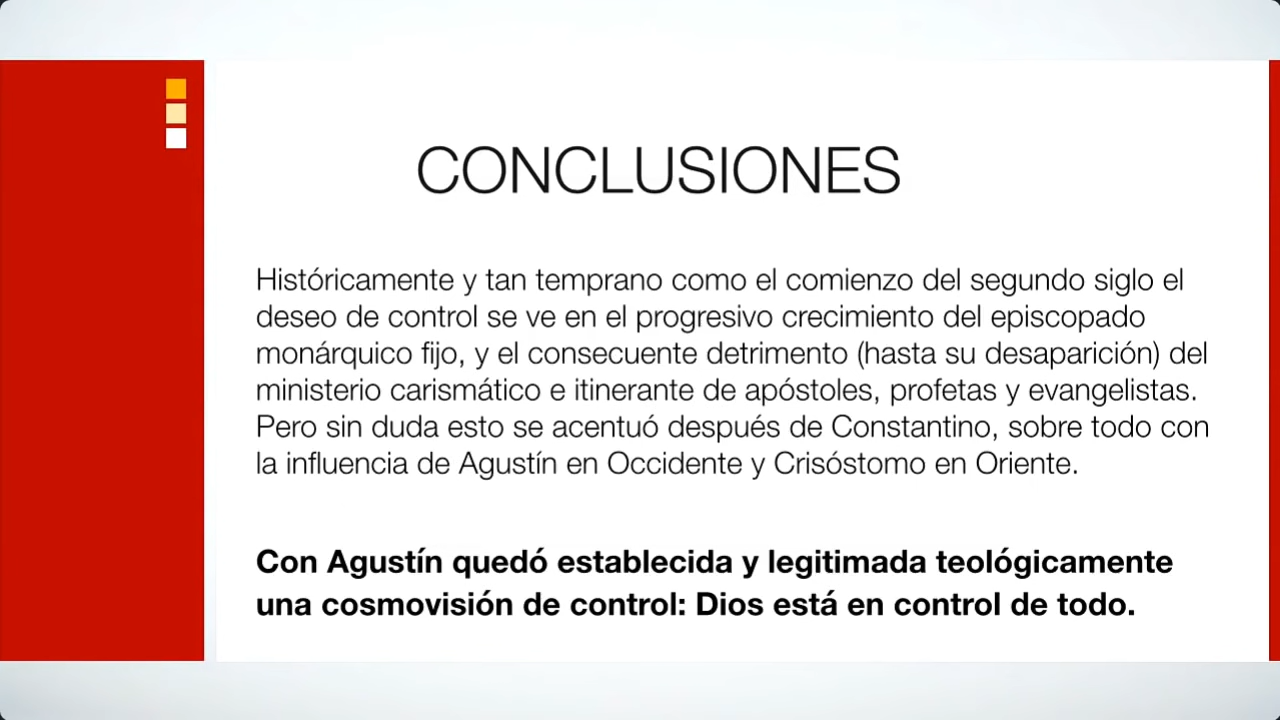 CONCLUSIONES
Históricamente y tan temprano como el comienzo del segundo siglo el
deseo de control se ve en el progresivo crecimiento del episcopado
monárquico fijo, y el consecuente detrimento (hasta su desaparición) del
ministerio carismático e itinerante de apóstoles, profetas y evangelistas.
Pero sin duda esto se acentuó después de Constantino, sobre todo con
la influencia de Agustín en Occidente y Crisóstomo en Oriente.
Con Agustín quedó establecida y legitimada teológicamente
una cosmovisión de control: Dios está en control de todo.